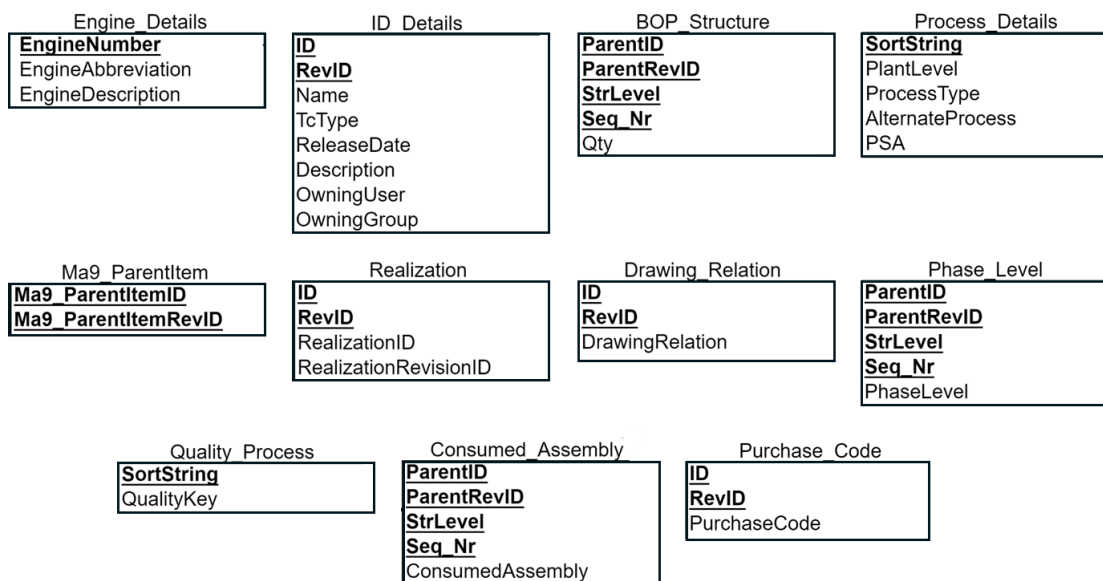 Engine_Details
EngineNumber
EngineAbbreviation
EngineDescription
ID_Details
ID
RevID
Name
TcType
ReleaseDate
Description
OwningUser
OwningGroup
BOP_Structure
ParentID
ParentRevID
StrLevel
Seq_Nr
Qty
Process_Details
SortString
PlantLevel
ProcessType
AlternateProcess
PSA
Ma9_ParentItem
Ma9_ParentItemID
Ma9_ParentItemRevID
Realization
ID
RevID
RealizationID
RealizationRevisionID
Drawing_Relation
ID
RevID
DrawingRelation
Phase_Level
ParentID
ParentRevID
StrLevel
Seq_Nr
PhaseLevel
Quality_Process
SortString
QualityKey
Consumed_Assembly
ParentID
ParentRevID
StrLevel
Seq_Nr
ConsumedAssembly
Purchase_Code
ID
RevID
PurchaseCode